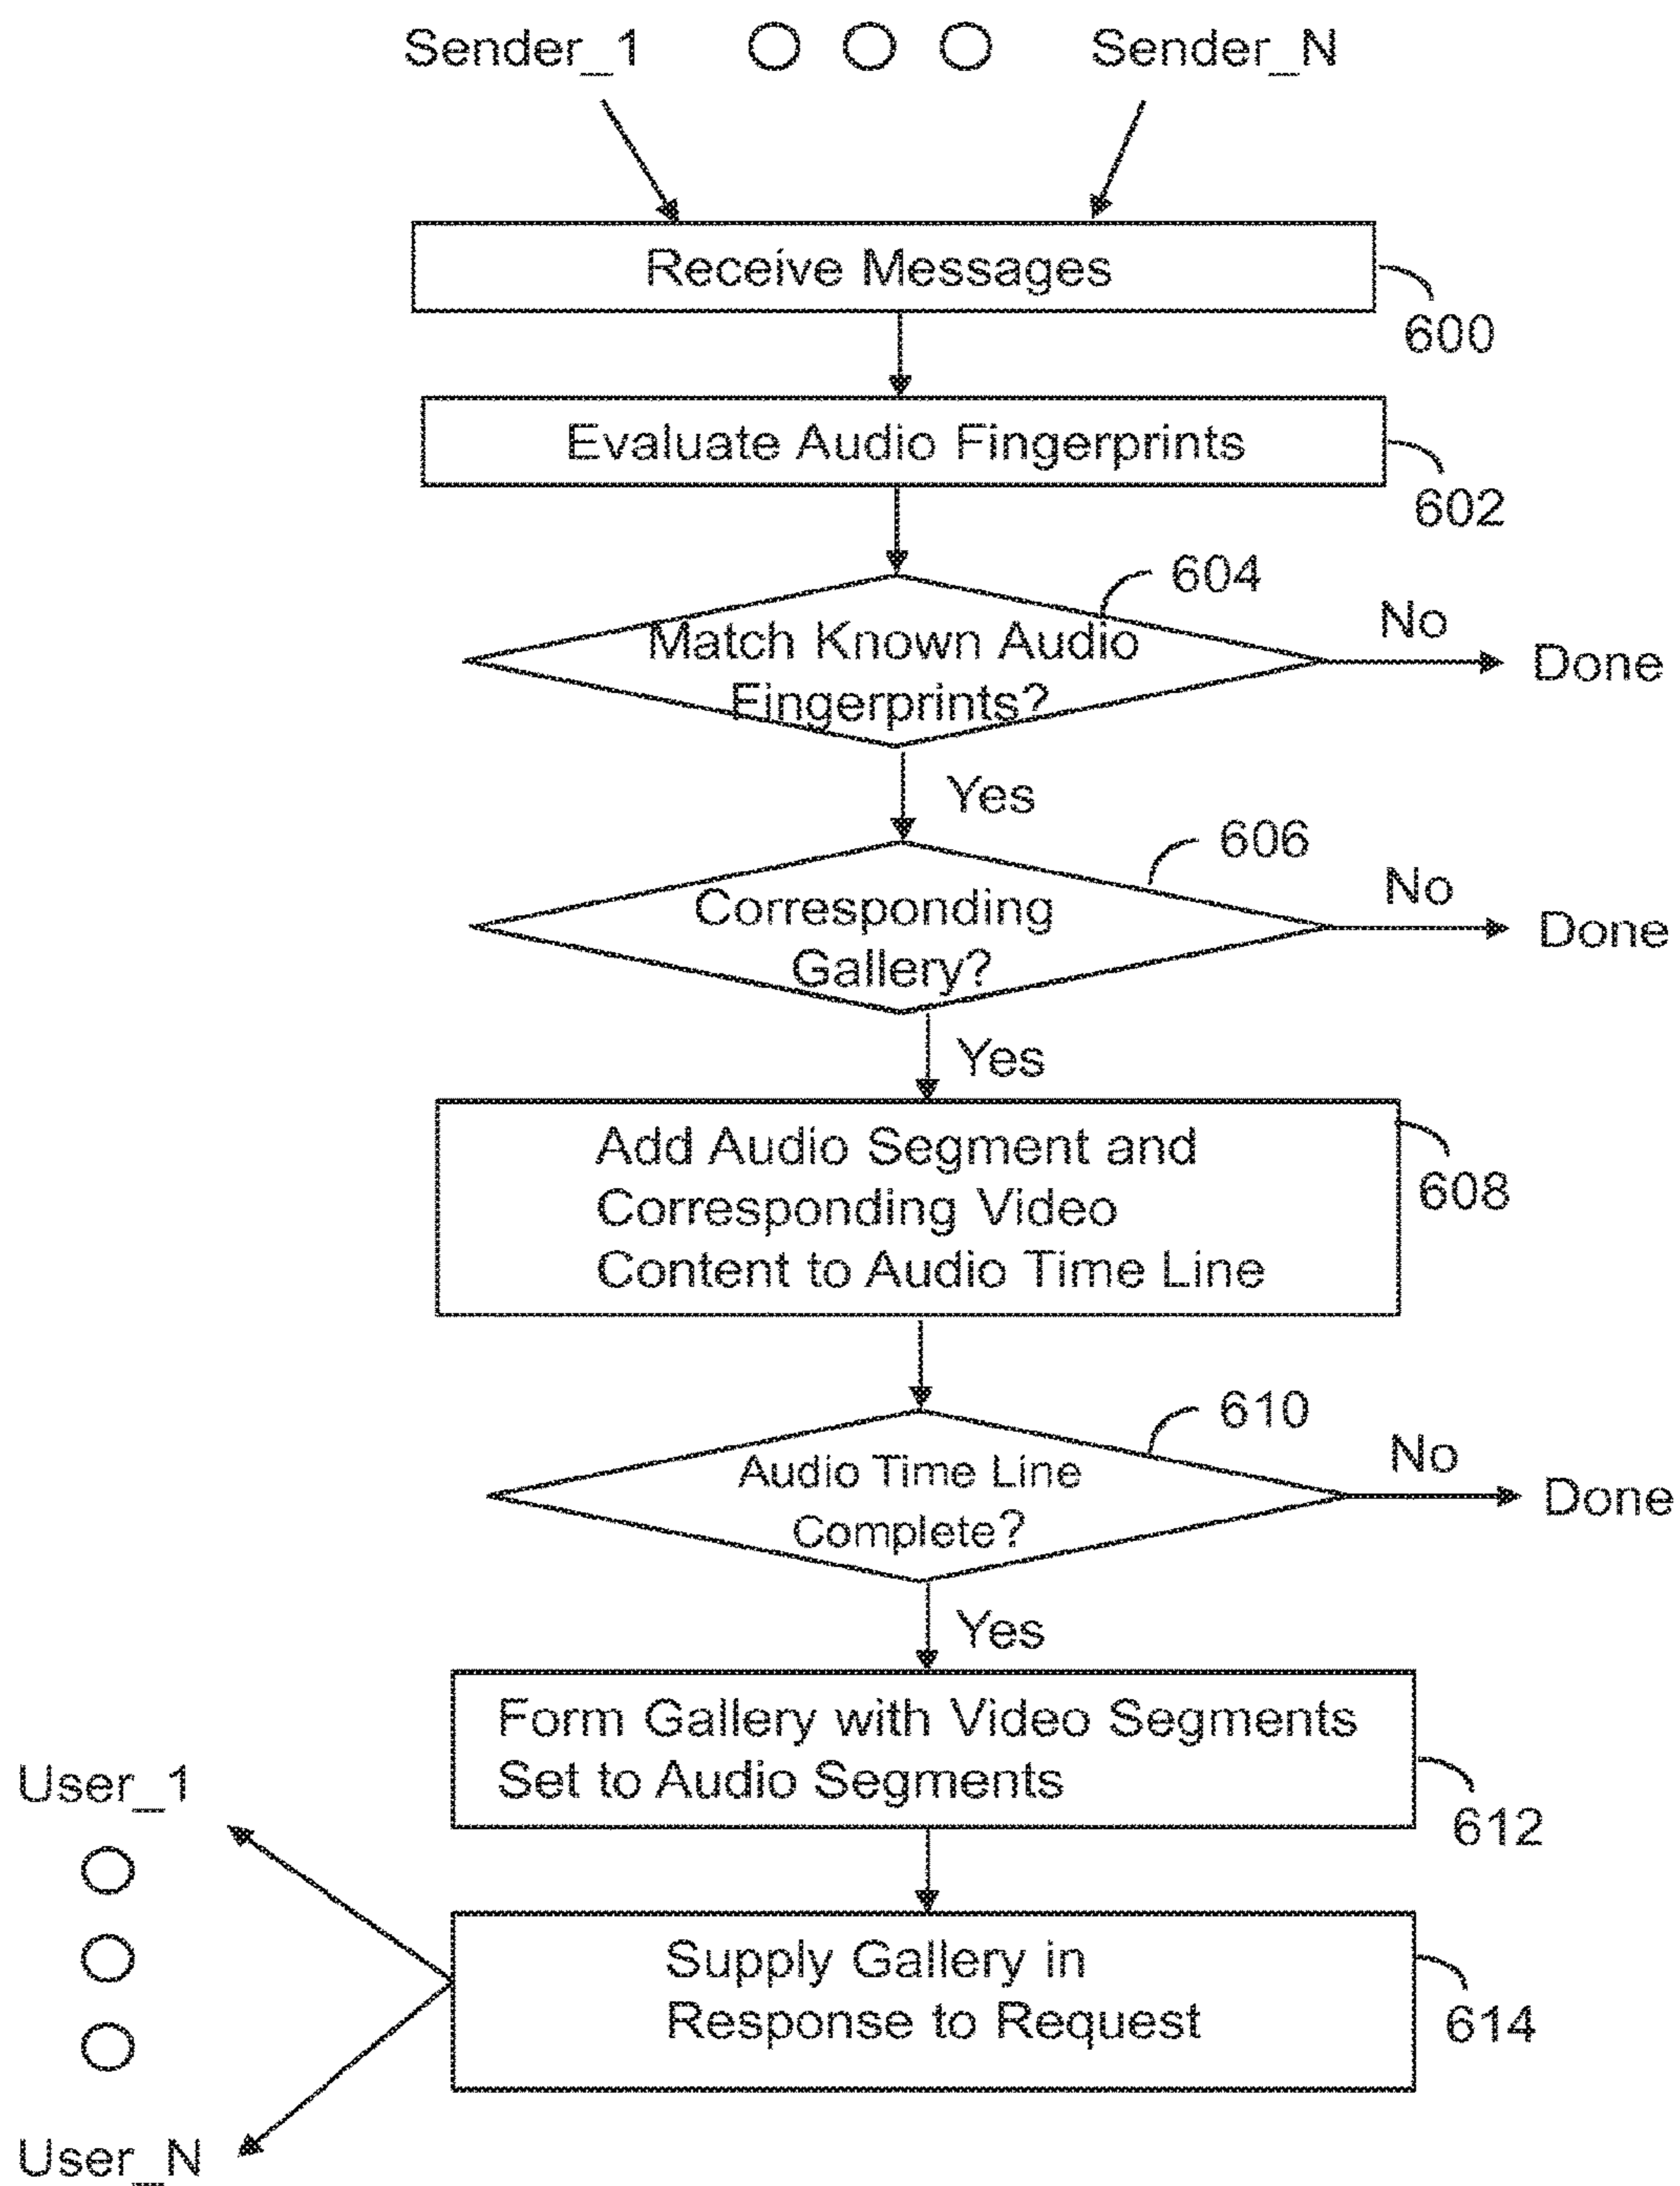 Sender_1
Sender_N
Receive Messages
600
Evaluate Audio Fingerprints
602
604
Match Known Audio
Fingerprints?
No
Done
Yes
606
Corresponding
Gallery?
No
Done
Yes
Add Audio Segment and
Corresponding Video
Content to Audio Time Line
608
610
Audio Time Line
Complete?
No
Done
Yes
Form Gallery with Video Segments
Set to Audio Segments
612
User_1
Supply Gallery in
Response to Request
614
User_N